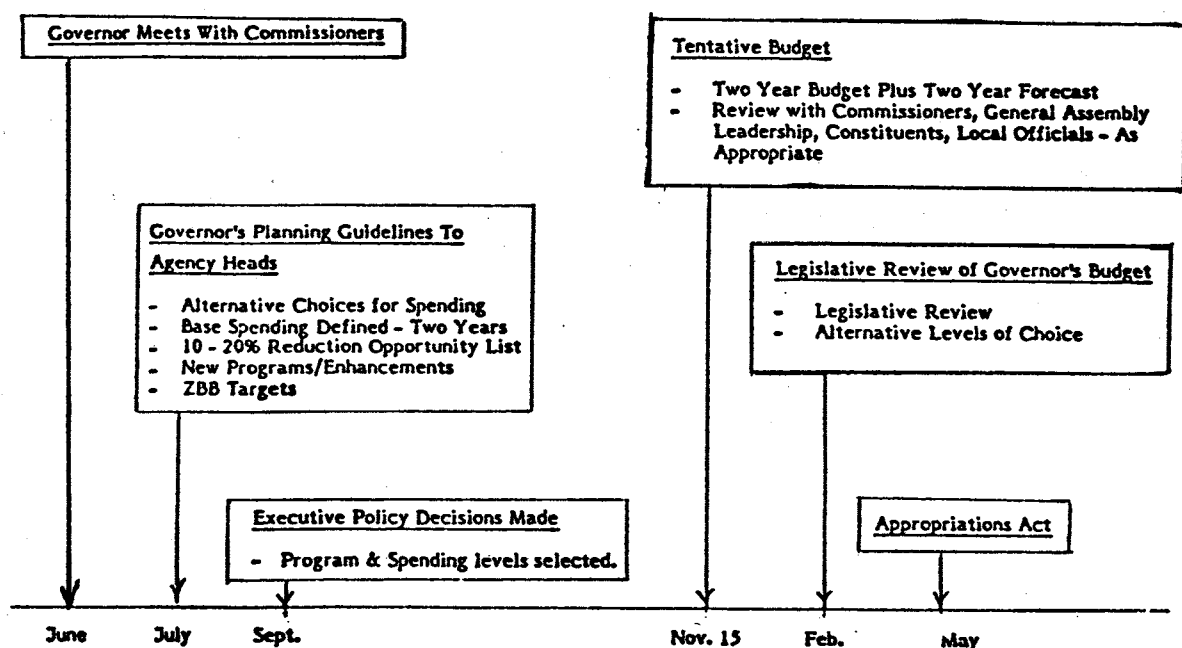 Governor Meets With Commissioners
Tentative Budget
- Two Year Budget Plus Two Year Forecast
- Review with Commissioners, General Assembly
Leadership, Constituents, Local Officials - As
Appropriate
Governor's Planning Guidelines To
Agency Heads
- Alternative Choices for Spending
- Base Spending Defined - Two Years
- 10 - 20% Reduction Opportunity List
- New Programs/Enhancements
- ZBB Targets
Legislative Review of Governor's Budget
- Legislative Review
- Alternative Levels of Choice
Executive Policy Decisions Made
- Program & Spending levels selected.
Appropriations Act
June July Sept. Nov. 15 Feb. May